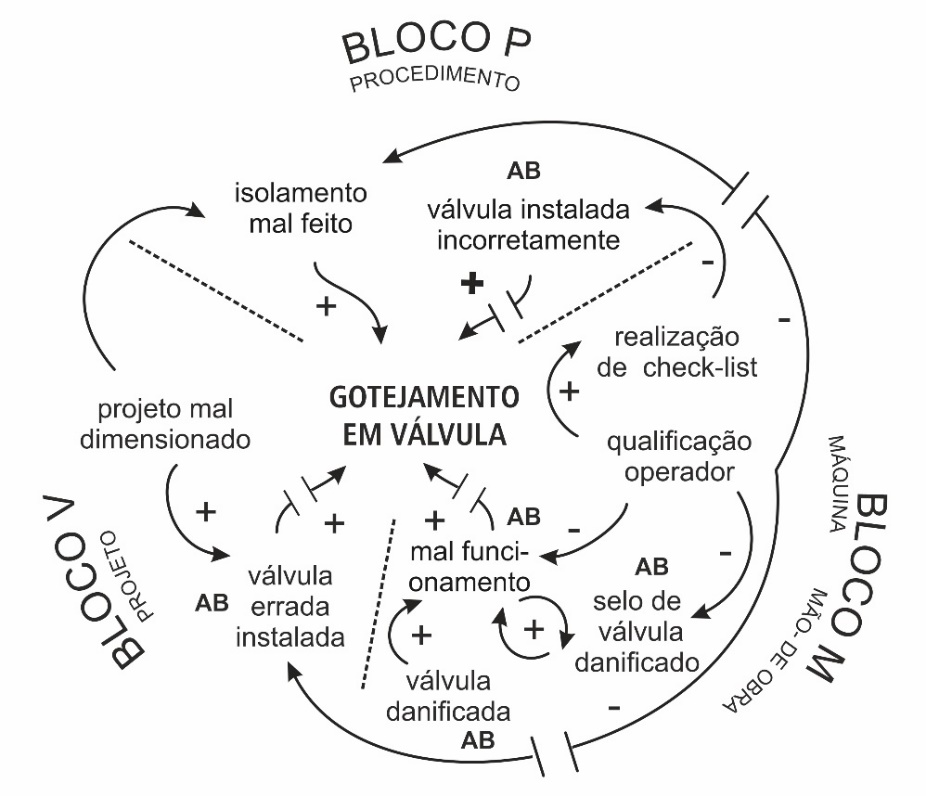 BLOCO P
PROCEDIMENTO
isolamento
mal feito
AB
válvula instalada
incorretamente
+
+
-
-
realização
de check-list
+
GOTEJAMENTO
EM VÁLVULA
projeto mal
dimensionado
qualificação
operador
BLOCO V
PROJETO
+
+
+
AB
-
-
mal funci-
onamento
AB
válvula
errada
instalada
AB
selo de
válvula
danificado
+
+
válvula
danificada
AB
-
BLOCO M
MÁQUINA
MÃO- DE OBRA